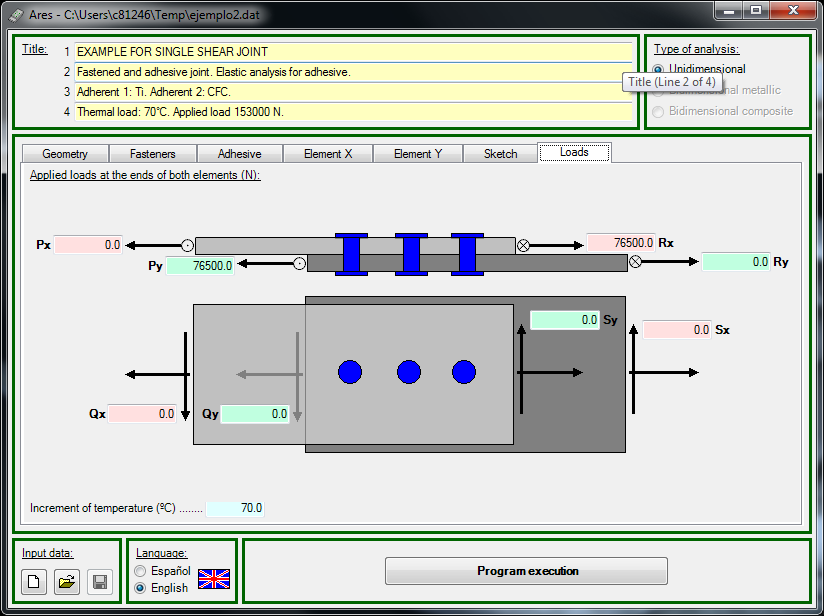 Ares - C:\Users\c81246\Temp\ejemplo2.dat
Title:
1 EXAMPLE FOR SINGLE SHEAR JOINT
2 Fastened and adhesive joint. Elastic analysis for adhesive.
3 Adherent 1: Ti. Adherent 2: CFC.
4 Thermal load: 70°C. Applied load 153000 N.
Type of analysis:
Unidimensional
Title (Line 2 of 4)
metallic
Bidimensional composite
Geometry Fasteners Adhesive Element X Element Y Sketch Loads
Applied loads at the ends of both elements (N):
Px 0.0 76500.0 Rx
Py 76500.0 0.0 Ry
0.0 Sy
0.0 Sx
Qx 0.0 Qy 0.0
Increment of temperature (ºC) ........ 70.0
Input data:
Language:
Español
English
Program execution